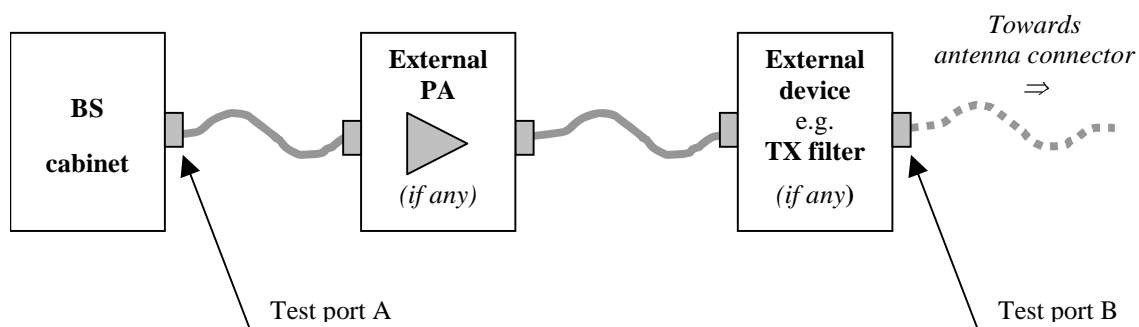 BS
cabinet
External
PA
(if any)
External
device
e.g.
TX filter
(if any)
Towards
antenna connector
⇒
Test port A
Test port B